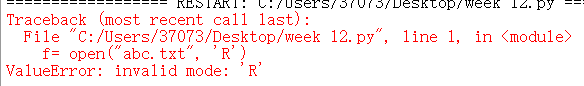 =================== RESTART: C:/Users/37073/Desktop/week 12.py ===================
Traceback (most recent call last):
  File "C:/Users/37073/Desktop/week 12.py", line 1, in <module>
    f= open("abc.txt", 'R')
ValueError: invalid mode: 'R'